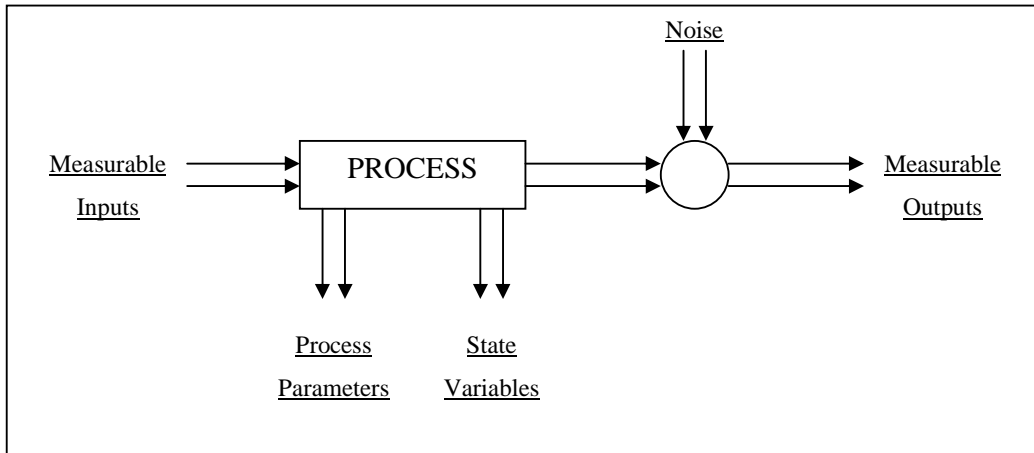 Noise
Measurable
Inputs
PROCESS
Measurable
Outputs
Process
Parameters
State
Variables